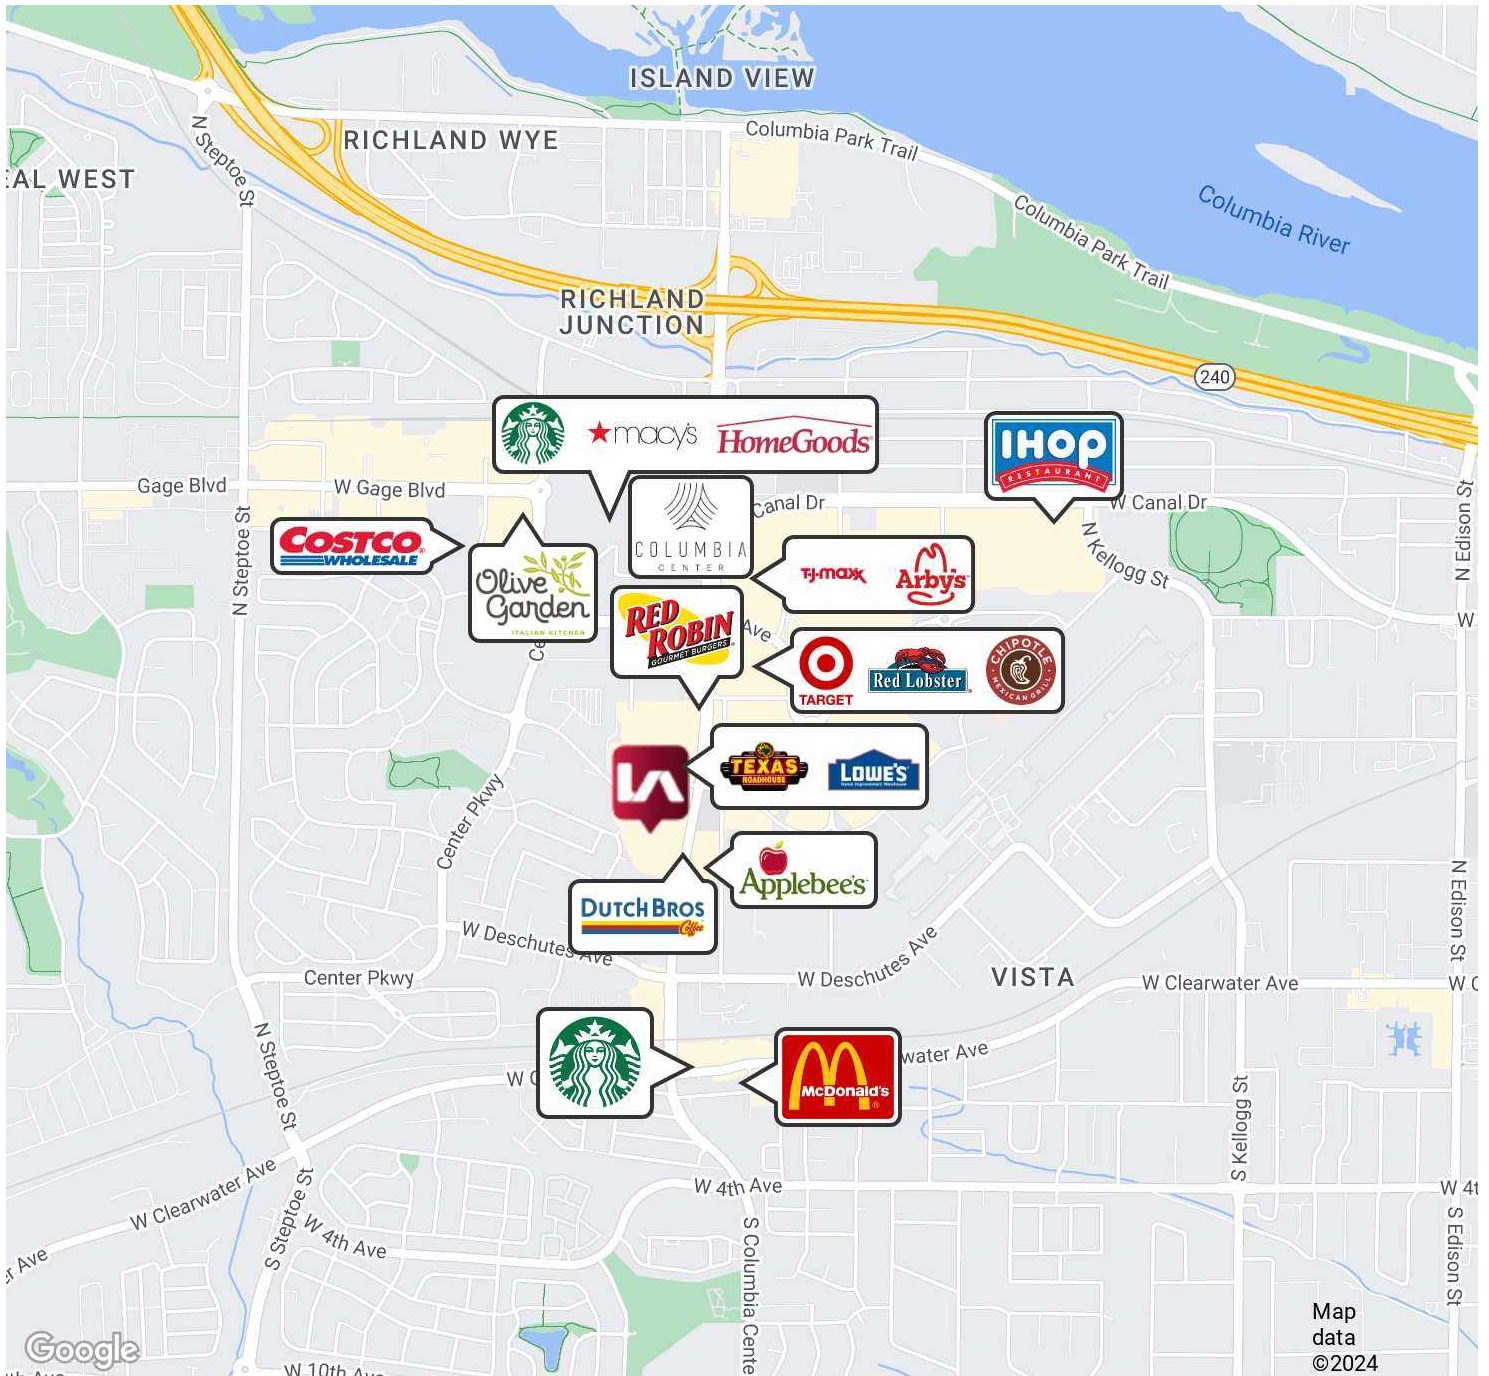 ISLAND VIEW
Columbia Park Trail
RICHLAND WYE
N Steptoe St
EAL WEST
Columbia River
Columbia Park Trail
RICHLAND
JUNCTION
240
macy's
HomeGoods
IHOP
RESTAURANT
Gage Blvd
W Gage Blvd
Canal Dr
W Canal Dr
N Edison St
COSTCO
WHOLESALE
N Steptoe St
Olive
Garden
ITALIAN KITCHEN
COLUMBIA
CENTER
T·J·maxx
Arby's
N Kellogg St
W
RED
ROBIN
GOURMET BURGERS
Ave
Ce
TARGET
Red Lobster
CHIPOTLE
MEXICAN GRILL
LA
TEXAS
ROADHOUSE
LOWE'S
Center Pkwy
Applebee's
DUTCH BROS
Coffee
N Edison St
W Deschutes Ave
Center Pkwy
W Deschutes Ave
VISTA
W Clearwater Ave
W C
N Steptoe St
W C
McDonald's
water Ave
S Kellogg St
W Clearwater Ave
W 4th Ave
W 4t
S Steptoe St
W 4th Ave
er Ave
S Columbia Cente
S Edison St
Google
W 10th Ave
Map
data
©2024